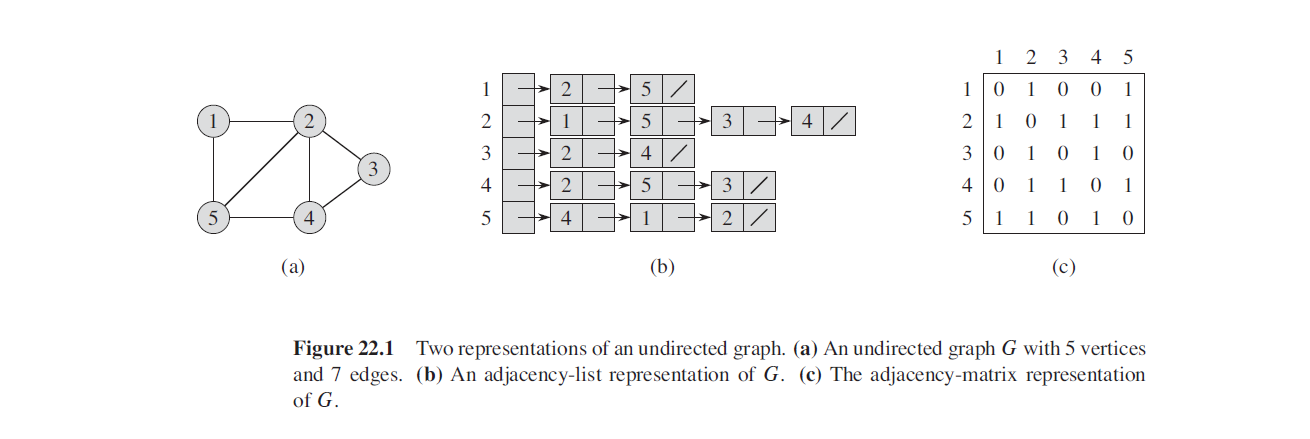 1 2
3
5 4
(a)
1 2 5 /
2 1 5 3 4 /
3 2 4 /
4 2 5 3 /
5 4 1 2 /
(b)
1 2 3 4 5
1 0 1 0 0 1
2 1 0 1 1 1
3 0 1 0 1 0
4 0 1 1 0 1
5 1 1 0 1 0
(c)
Figure 22.1 Two representations of an undirected graph. (a) An undirected graph G with 5 vertices
and 7 edges. (b) An adjacency-list representation of G. (c) The adjacency-matrix representation
of G.